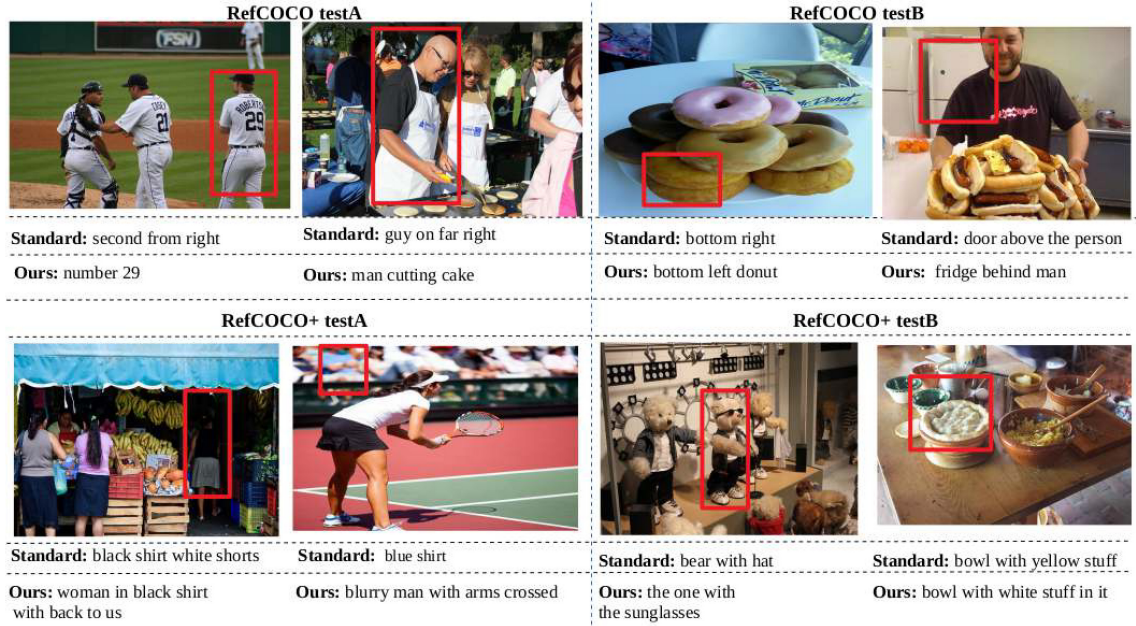 RefCOCO testA
RefCOCO testB
FSN
ROBERTS
29
CASEY
21
Mr. Donut
Standard: second from right
Standard: guy on far right
Standard: bottom right
Standard: door above the person
Ours: number 29
Ours: man cutting cake
Ours: bottom left donut
Ours: fridge behind man
RefCOCO+ testA
RefCOCO+ testB
Standard: black shirt white shorts
Standard: blue shirt
Standard: bear with hat
Standard: bowl with yellow stuff
Ours: woman in black shirt
with back to us
Ours: blurry man with arms crossed
Ours: the one with
the sunglasses
Ours: bowl with white stuff in it